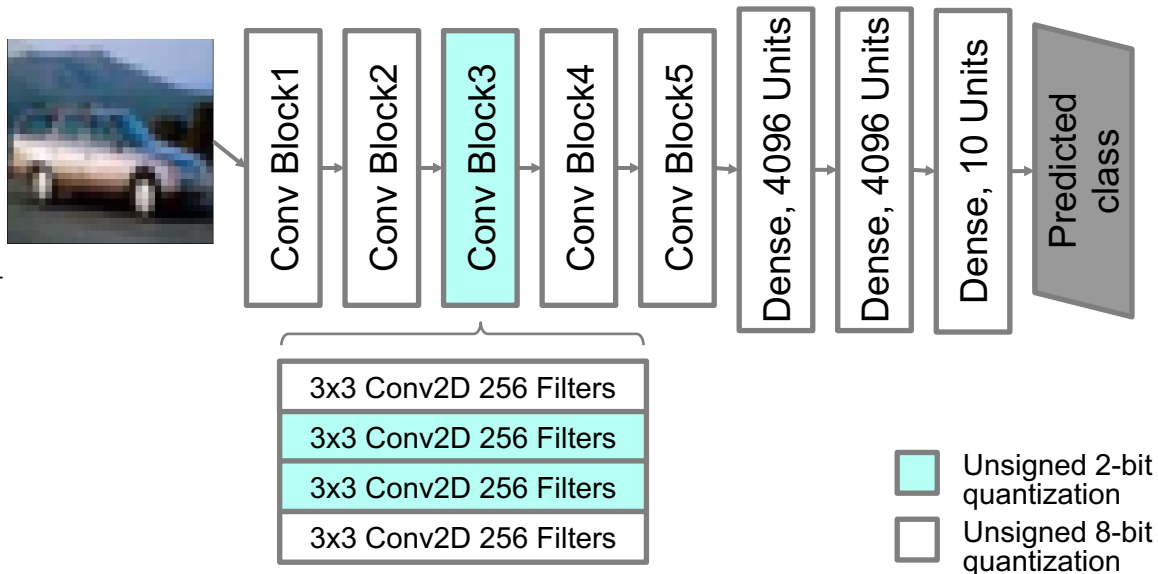 Conv Block1
Conv Block2
Conv Block3
Conv Block4
Conv Block5
Dense, 4096 Units
Dense, 4096 Units
Dense, 10 Units
Predicted
class
3x3 Conv2D 256 Filters
3x3 Conv2D 256 Filters
3x3 Conv2D 256 Filters
3x3 Conv2D 256 Filters
Unsigned 2-bit
quantization
Unsigned 8-bit
quantization